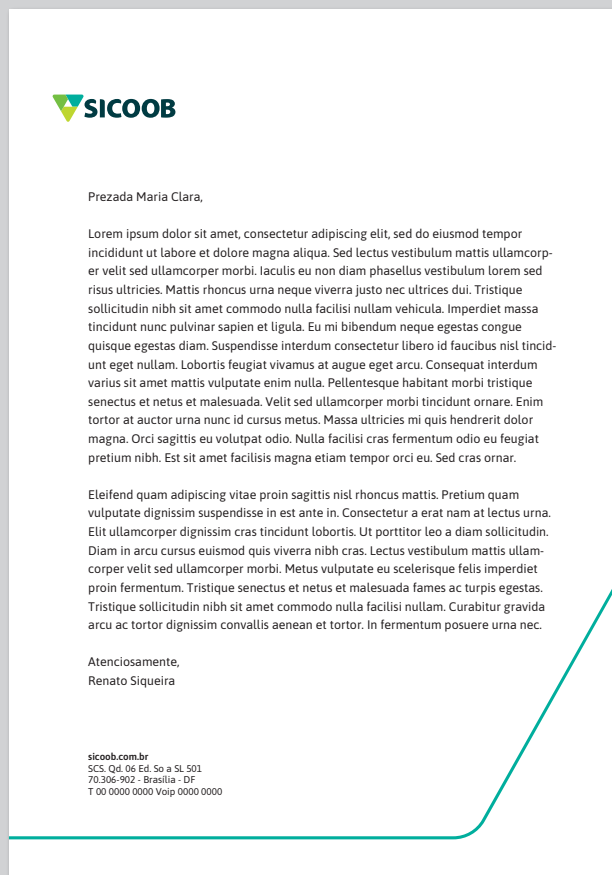 SICOOB
Prezada Maria Clara,
Lorem ipsum dolor sit amet, consectetur adipiscing elit, sed do eiusmod tempor
incididunt ut labore et dolore magna aliqua. Sed lectus vestibulum mattis ullamcorp-
er velit sed ullamcorper morbi. Iaculis eu non diam phasellus vestibulum lorem sed
risus ultricies. Mattis rhoncus urna neque viverra justo nec ultrices dui. Tristique
sollicitudin nibh sit amet commodo nulla facilisi nullam vehicula. Imperdiet massa
tincidunt nunc pulvinar sapien et ligula. Eu mi bibendum neque egestas congue
quisque egestas diam. Suspendisse interdum consectetur libero id faucibus nisl tincid-
unt eget nullam. Lobortis feugiat vivamus at augue eget arcu. Consequat interdum
varius sit amet mattis vulputate enim nulla. Pellentesque habitant morbi tristique
senectus et netus et malesuada. Velit sed ullamcorper morbi tincidunt ornare. Enim
tortor at auctor urna nunc id cursus metus. Massa ultricies mi quis hendrerit dolor
magna. Orci sagittis eu volutpat odio. Nulla facilisi cras fermentum odio eu feugiat
pretium nibh. Est sit amet facilisis magna etiam tempor orci eu. Sed cras ornar.
Eleifend quam adipiscing vitae proin sagittis nisl rhoncus mattis. Pretium quam
vulputate dignissim suspendisse in est ante in. Consectetur a erat nam at lectus urna.
Elit ullamcorper dignissim cras tincidunt lobortis. Ut porttitor leo a diam sollicitudin.
Diam in arcu cursus euismod quis viverra nibh cras. Lectus vestibulum mattis ullam-
corper velit sed ullamcorper morbi. Metus vulputate eu scelerisque felis imperdiet
proin fermentum. Tristique senectus et netus et malesuada fames ac turpis egestas.
Tristique sollicitudin nibh sit amet commodo nulla facilisi nullam. Curabitur gravida
arcu ac tortor dignissim convallis aenean et tortor. In fermentum posuere urna nec.
Atenciosamente,
Renato Siqueira
sicoob.com.br
SCS. Qd. 06 Ed. So a SL 501
70.306-902 - Brasília - DF
T 00 0000 0000 Voip 0000 0000